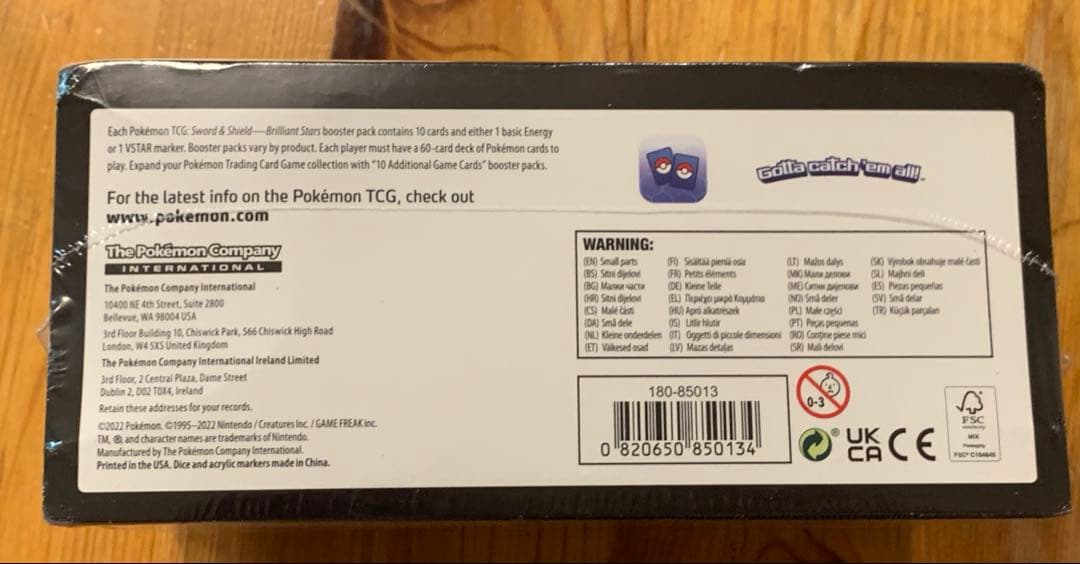 Each Pokémon TCG: Sword & Shield—Brilliant Stars booster pack contains 10 cards and either 1 basic Energy
or 1 VSTAR marker. Booster packs vary by product. Each player must have a 60-card deck of Pokémon cards to
play. Expand your Pokémon Trading Card Game collection with "10 Additional Game Cards" booster packs.
For the latest info on the Pokémon TCG, check out
www.pokemon.com
The Pokémon Company
INTERNATIONAL
The Pokémon Company International
10400 NE 4th Street, Suite 2800
Bellevue, WA 98004 USA
3rd Floor Building 10, Chiswick Park, 566 Chiswick High Road
London, W4 5XS United Kingdom
The Pokémon Company International Ireland Limited
3rd Floor, 2 Central Plaza, Dame Street
Dublin 2, D02 T0X4, Ireland
Retain these addresses for your records.
©2022 Pokémon. ©1995–2022 Nintendo / Creatures Inc. / GAME FREAK inc.
TM, ®, and character names are trademarks of Nintendo.
Manufactured by The Pokémon Company International.
Printed in the USA. Dice and acrylic markers made in China.
Gotta catch 'em all!™
WARNING:
(EN) Small parts
(BS) Sitni dijelovi
(BG) Малки части
(HR) Sitni dijelovi
(CS) Malé části
(DA) Små dele
(NL) Kleine onderdelen
(ET) Väikesed osad
(FI) Sisältää pieniä osia
(FR) Petits éléments
(DE) Kleine Teile
(EL) Περιέχει μικρά Κομμάτια
(HU) Apró alkatrészek
(IS) Litlir hlutir
(IT) Oggetti di piccole dimensioni
(LV) Mazas detaļas
(LT) Mažos dalys
(MK) Мали делови
(ME) Ситни дијелови
(NO) Små deler
(PL) Małe części
(PT) Peças pequenas
(RO) Conține piese mici
(SR) Mali delovi
(SK) Výrobok obsahuje malé časti
(SL) Majhni deli
(ES) Piezas pequeñas
(SV) Små delar
(TR) Küçük parçaları
180-85013
0 820650 850134
0-3
®
UK
CA
CE
FSC
MIX
Packaging
FSC® C164645